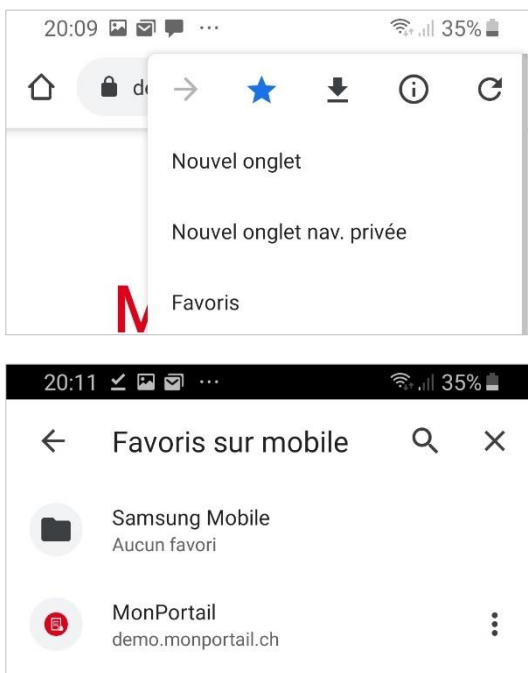 20:09 ... 35%
de
Nouvel onglet
Nouvel onglet nav. privée
M
Favoris
20:11 ... 35%
Favoris sur mobile
Samsung Mobile
Aucun favori
MonPortail
demo.monportail.ch